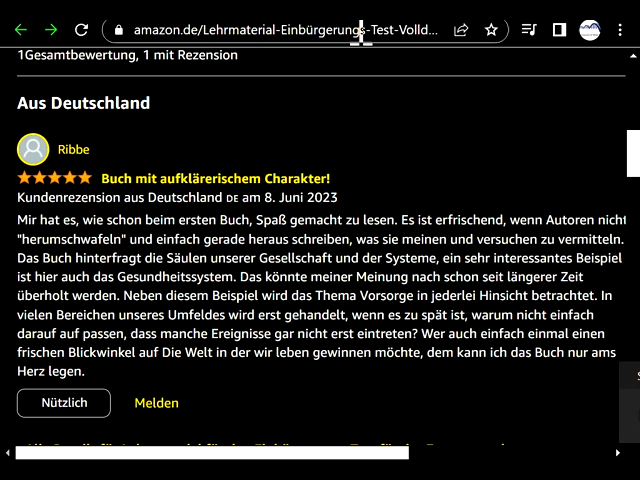 amazon.de/Lehrmaterial-Einbürgerungs-Test-Volld...
1Gesamtbewertung, 1 mit Rezension
Aus Deutschland
Ribbe
Buch mit aufklärerischem Charakter!
Kundenrezension aus Deutschland DE am 8. Juni 2023
Mir hat es, wie schon beim ersten Buch, Spaß gemacht zu lesen. Es ist erfrischend, wenn Autoren nicht
"herumschwafeln" und einfach gerade heraus schreiben, was sie meinen und versuchen zu vermitteln.
Das Buch hinterfragt die Säulen unserer Gesellschaft und der Systeme, ein sehr interessantes Beispiel
ist hier auch das Gesundheitssystem. Das könnte meiner Meinung nach schon seit längerer Zeit
überholt werden. Neben diesem Beispiel wird das Thema Vorsorge in jederlei Hinsicht betrachtet. In
vielen Bereichen unseres Umfeldes wird erst gehandelt, wenn es zu spät ist, warum nicht einfach
darauf auf passen, dass manche Ereignisse gar nicht erst eintreten? Wer auch einfach einmal einen
frischen Blickwinkel auf Die Welt in der wir leben gewinnen möchte, dem kann ich das Buch nur ams
Herz legen.
Nützlich
Melden